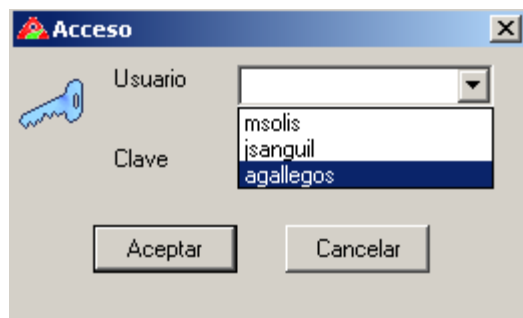 Acceso
Usuario
msolis
jsanguil
Clave
agallegos
Aceptar Cancelar